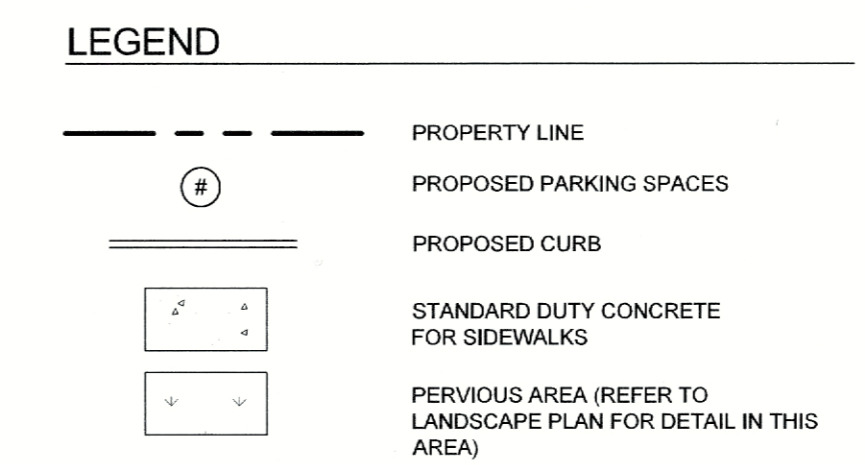 LEGEND
PROPERTY LINE
# PROPOSED PARKING SPACES
PROPOSED CURB
STANDARD DUTY CONCRETE
FOR SIDEWALKS
PERVIOUS AREA (REFER TO
LANDSCAPE PLAN FOR DETAIL IN THIS
AREA)